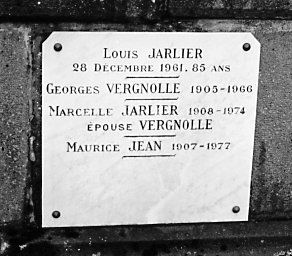 Louis JARLIER
28 Décembre 1961. 85 ans
Georges VERGNOLLE 1905-1966
Marcelle JARLIER 1908-1974
épouse VERGNOLLE
Maurice JEAN 1907-1977